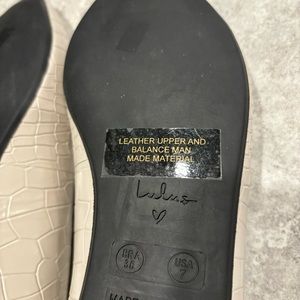 LEATHER UPPER AND
BALANCE MAN
MADE MATERIAL
Lulus
BRA 36
USA 7